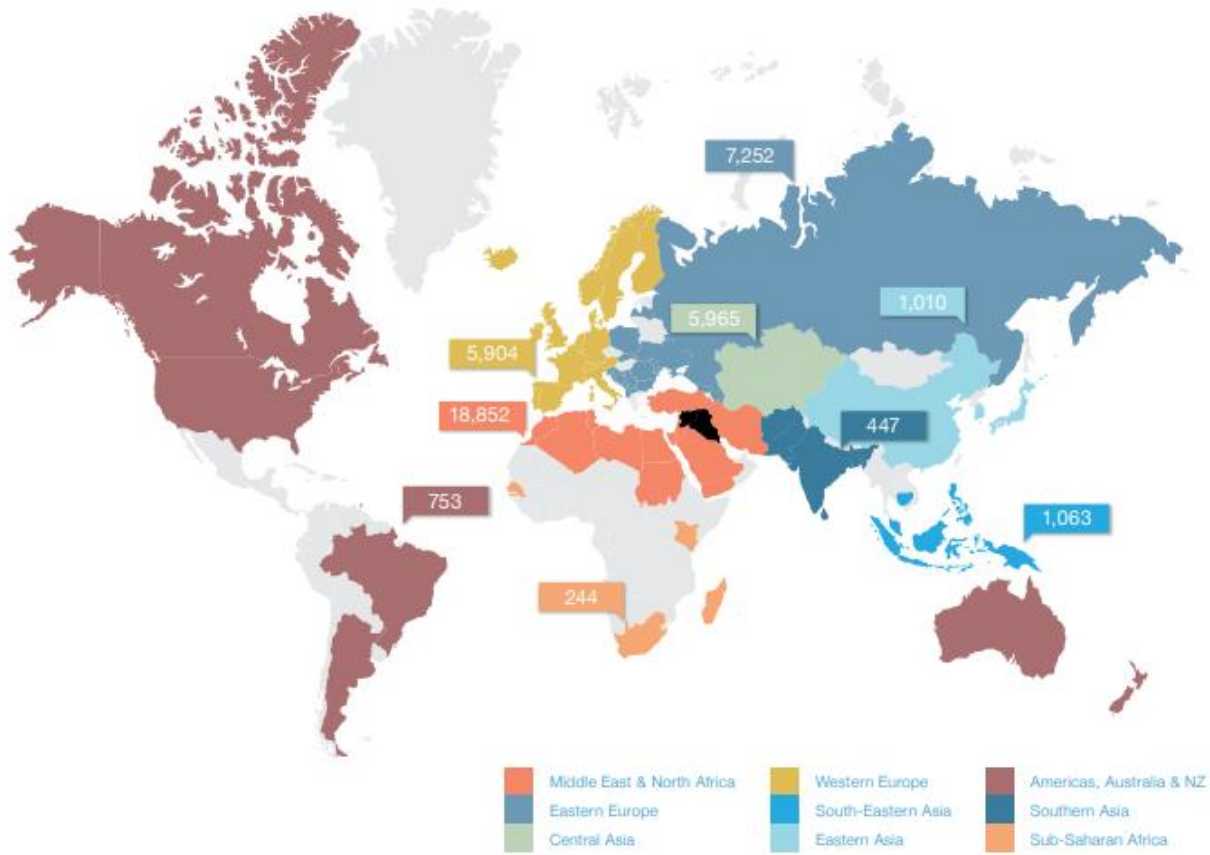 7,252
1,010
5,965
5,904
18,852
447
753
1,063
244
Middle East & North Africa
Western Europe
Americas, Australia & NZ
Eastern Europe
South-Eastern Asia
Southern Asia
Central Asia
Eastern Asia
Sub-Saharan Africa